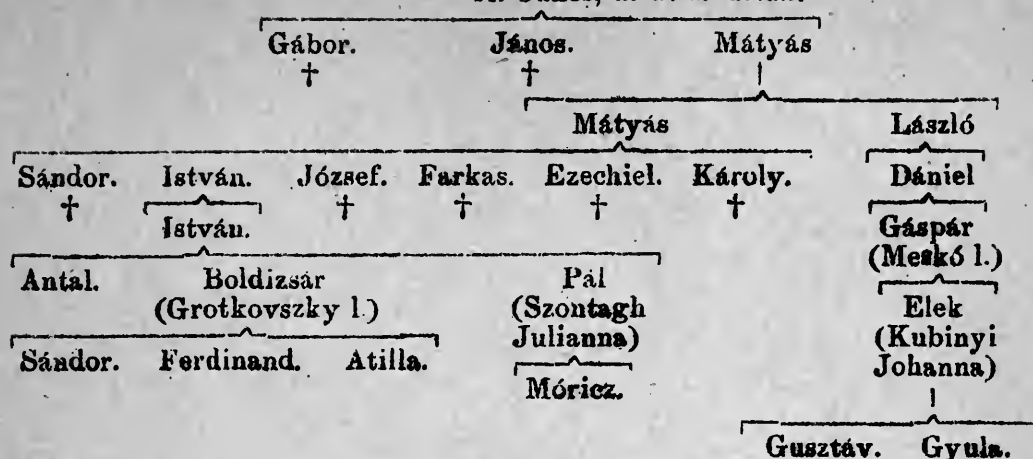 Gábor. János. Mátyás
† †
Mátyás László
Sándor. István. József. Farkas. Ezechiel. Károly. Dániel
† † † † †
István. Gáspár
(Meskó l.)
Antal. Boldizsár Pál Elek
(Grotkovszky l.) (Szontagh (Kubinyi
Julianna) Johanna)
Sándor. Ferdinand. Atilla.
Móricz.
Gusztáv. Gyula.